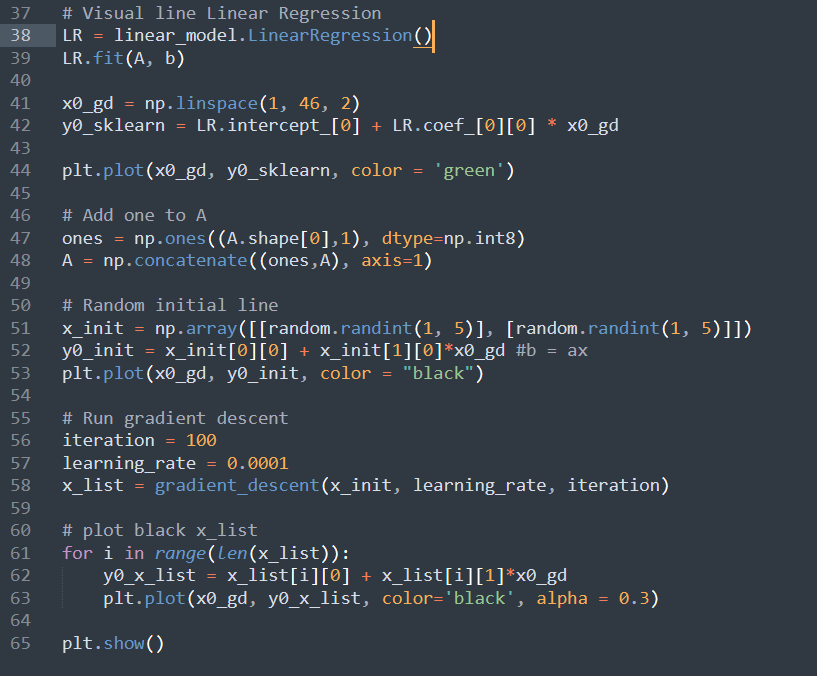 37 # Visual line Linear Regression
38 LR = linear_model.LinearRegression()
39 LR.fit(A, b)
40
41 x0_gd = np.linspace(1, 46, 2)
42 y0_sklearn = LR.intercept_[0] + LR.coef_[0][0] * x0_gd
43
44 plt.plot(x0_gd, y0_sklearn, color = 'green')
45
46 # Add one to A
47 ones = np.ones((A.shape[0],1), dtype=np.int8)
48 A = np.concatenate((ones,A), axis=1)
49
50 # Random initial line
51 x_init = np.array([[random.randint(1, 5)], [random.randint(1, 5)]])
52 y0_init = x_init[0][0] + x_init[1][0]*x0_gd #b = ax
53 plt.plot(x0_gd, y0_init, color = "black")
54
55 # Run gradient descent
56 iteration = 100
57 learning_rate = 0.0001
58 x_list = gradient_descent(x_init, learning_rate, iteration)
59
60 # plot black x_list
61 for i in range(len(x_list)):
62     y0_x_list = x_list[i][0] + x_list[i][1]*x0_gd
63     plt.plot(x0_gd, y0_x_list, color='black', alpha = 0.3)
64
65 plt.show()